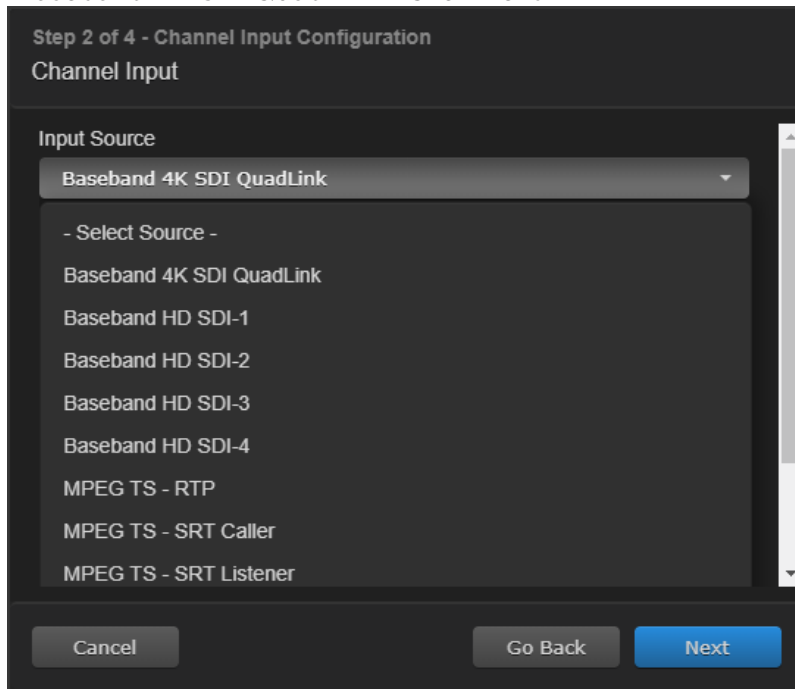 Step 2 of 4 - Channel Input Configuration
Channel Input
Input Source
Baseband 4K SDI QuadLink
- Select Source -
Baseband 4K SDI QuadLink
Baseband HD SDI-1
Baseband HD SDI-2
Baseband HD SDI-3
Baseband HD SDI-4
MPEG TS - RTP
MPEG TS - SRT Caller
MPEG TS - SRT Listener
Cancel
Go Back
Next